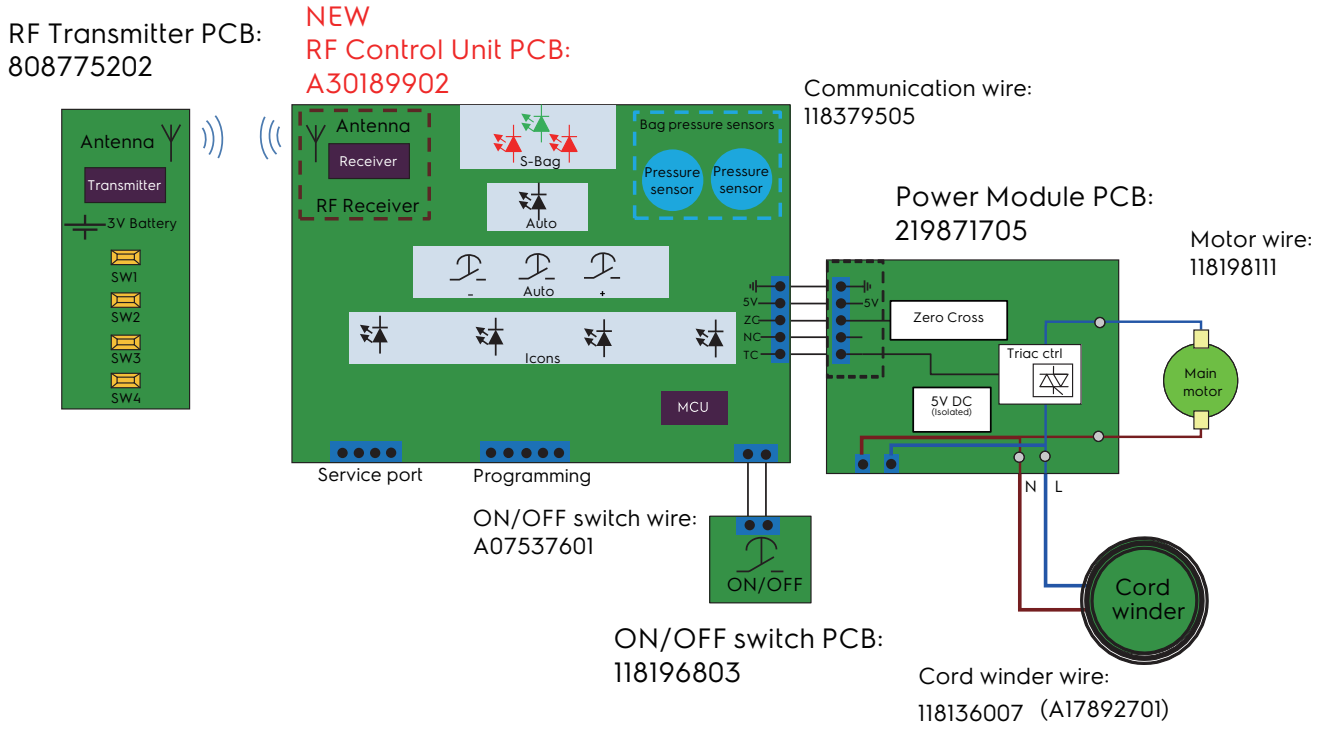 RF Transmitter PCB:
808775202
NEW
RF Control Unit PCB:
A30189902
Communication wire:
118379505
Power Module PCB:
219871705
Motor wire:
118198111
Antenna
Transmitter
3V Battery
SW1
SW2
SW3
SW4
Antenna
Receiver
RF Receiver
S-Bag
Auto
- Auto +
Icons
Bag pressure sensors
Pressure
sensor
Pressure
sensor
5V
ZC
NC
TC
MCU
Service port
Programming
5V
Zero Cross
Triac ctrl
5V DC
(Isolated)
Main
motor
N L
ON/OFF switch wire:
A07537601
ON/OFF
ON/OFF switch PCB:
118196803
Cord
winder
Cord winder wire:
118136007 (A17892701)